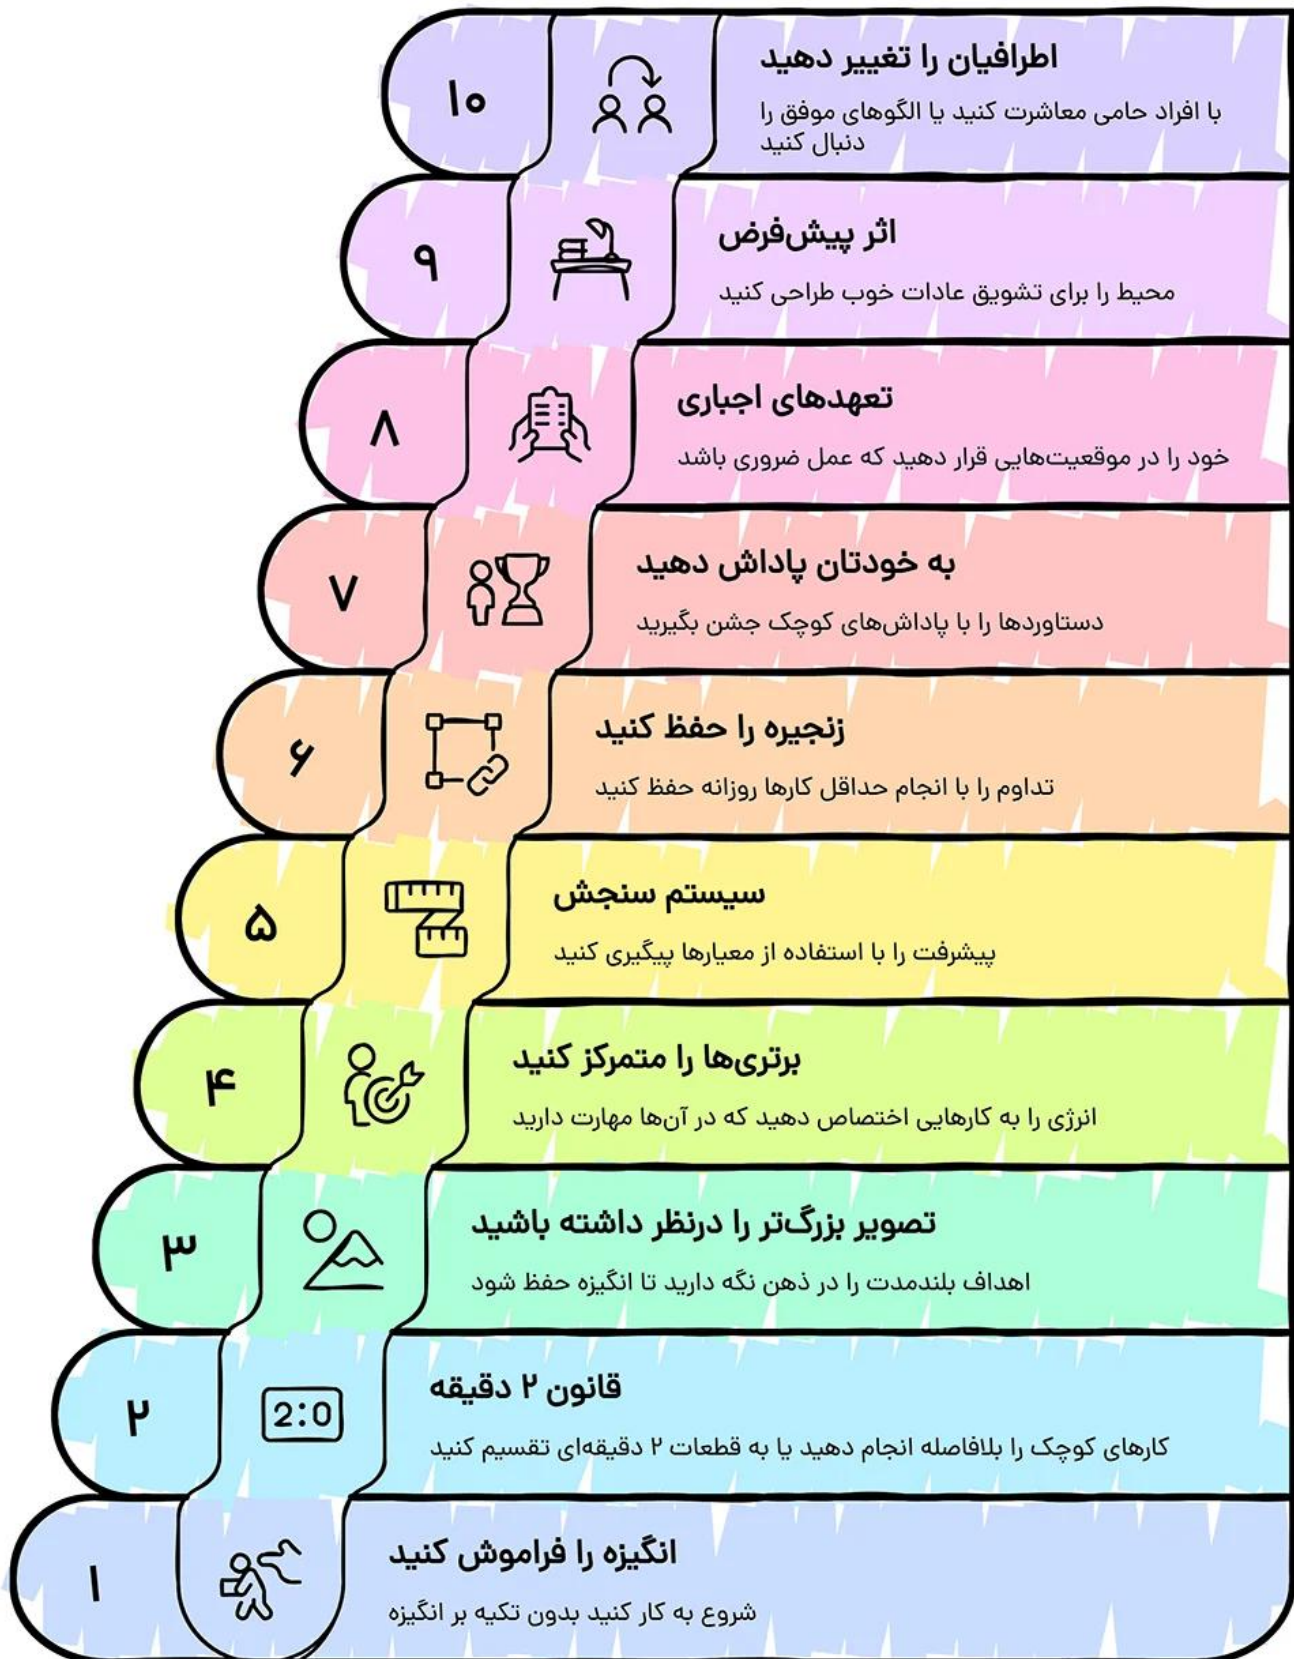 ۱۰
اطرافیان را تغییر دهید
با افراد حامی معاشرت کنید یا الگوهای موفق را
دنبال کنید
۹
اثر پیش‌فرض
محیط را برای تشویق عادات خوب طراحی کنید
۸
تعهدهای اجباری
خود را در موقعیت‌هایی قرار دهید که عمل ضروری باشد
۷
به خودتان پاداش دهید
دستاوردها را با پاداش‌های کوچک جشن بگیرید
۶
زنجیره را حفظ کنید
تداوم را با انجام حداقل کارها روزانه حفظ کنید
۵
سیستم سنجش
پیشرفت را با استفاده از معیارها پیگیری کنید
۴
برتری‌ها را متمرکز کنید
انرژی را به کارهایی اختصاص دهید که در آن‌ها مهارت دارید
۳
تصویر بزرگ‌تر را درنظر داشته باشید
اهداف بلندمدت را در ذهن نگه دارید تا انگیزه حفظ شود
۲
2:0
قانون ۲ دقیقه
کارهای کوچک را بلافاصله انجام دهید یا به قطعات ۲ دقیقه‌ای تقسیم کنید
۱
انگیزه را فراموش کنید
شروع به کار کنید بدون تکیه بر انگیزه